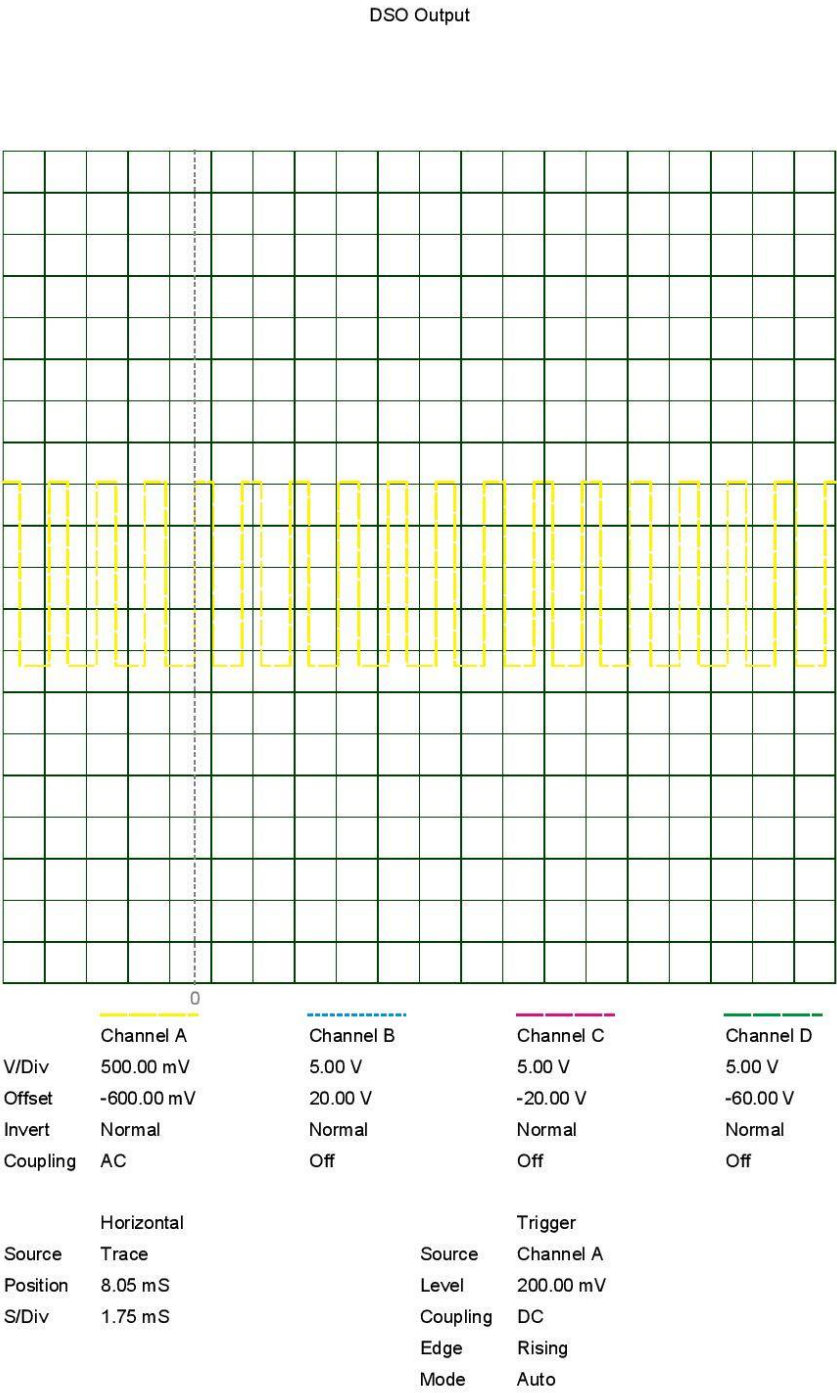 DSO Output
0
Channel A Channel B Channel C Channel D
V/Div 500.00 mV 5.00 V 5.00 V 5.00 V
Offset -600.00 mV 20.00 V -20.00 V -60.00 V
Invert Normal Normal Normal Normal
Coupling AC Off Off Off
Horizontal Trigger
Source Trace Source Channel A
Position 8.05 mS Level 200.00 mV
S/Div 1.75 mS Coupling DC
Edge Rising
Mode Auto